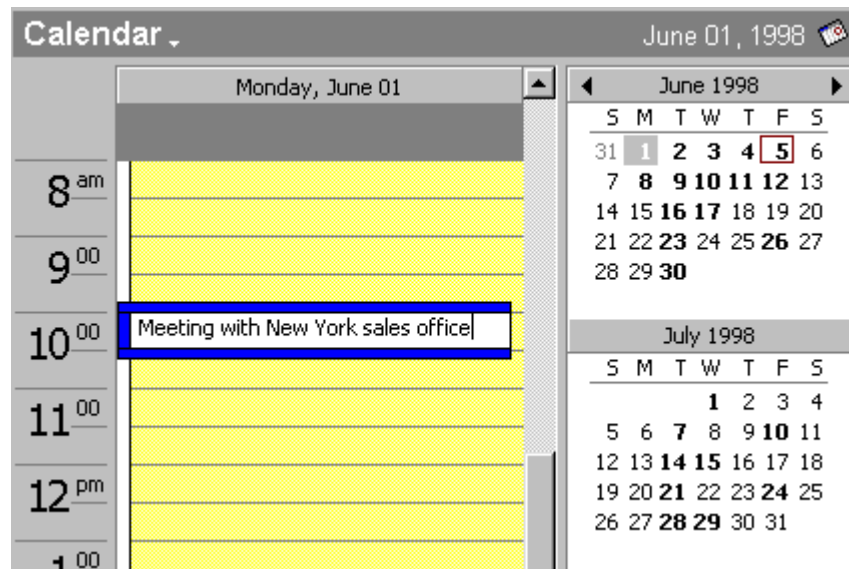 Calendar
June 01, 1998
Monday, June 01
8 am
9 00
10 00
Meeting with New York sales office
11 00
12 pm
1 00
June 1998
S M T W T F S
31 1 2 3 4 5 6
7 8 9 10 11 12 13
14 15 16 17 18 19 20
21 22 23 24 25 26 27
28 29 30
July 1998
S M T W T F S
1 2 3 4
5 6 7 8 9 10 11
12 13 14 15 16 17 18
19 20 21 22 23 24 25
26 27 28 29 30 31